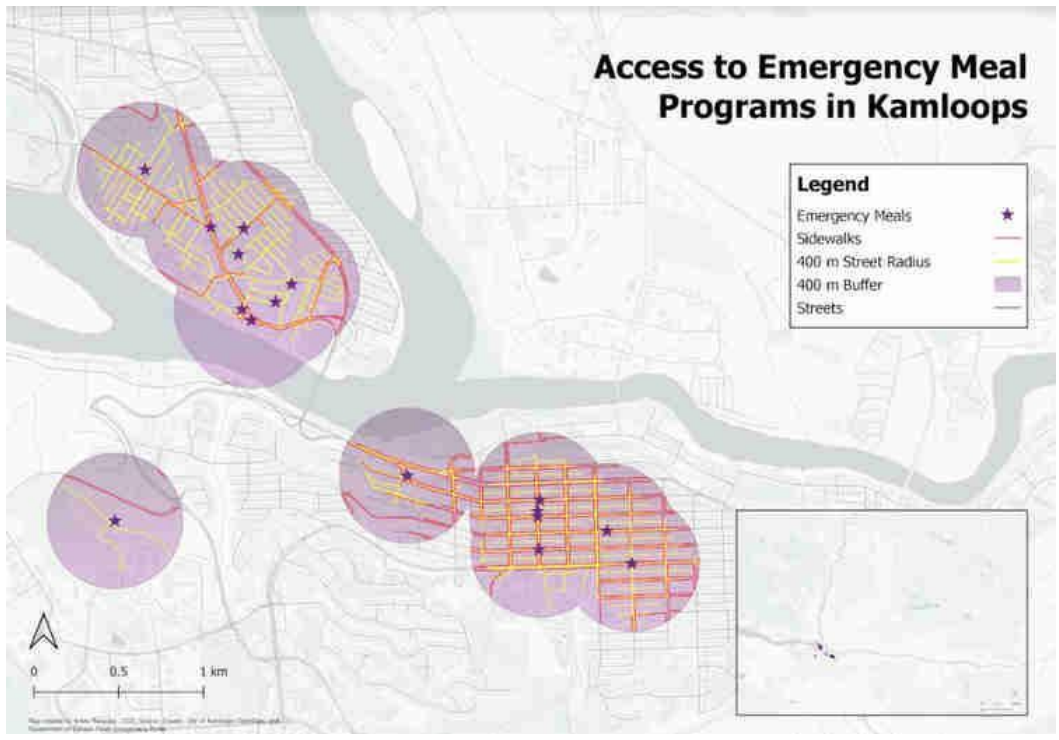 Access to Emergency Meal
Programs in Kamloops
Legend
Emergency Meals
Sidewalks
400 m Street Radius
400 m Buffer
Streets
0 0.5 1 km